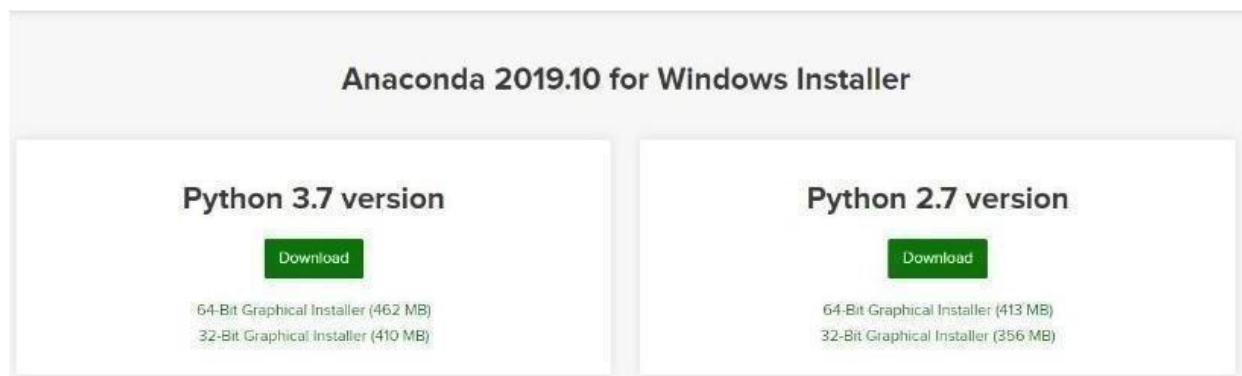 Anaconda 2019.10 for Windows Installer
Python 3.7 version
Download
64-Bit Graphical Installer (462 MB)
32-Bit Graphical Installer (410 MB)
Python 2.7 version
Download
64-Bit Graphical Installer (413 MB)
32-Bit Graphical Installer (356 MB)